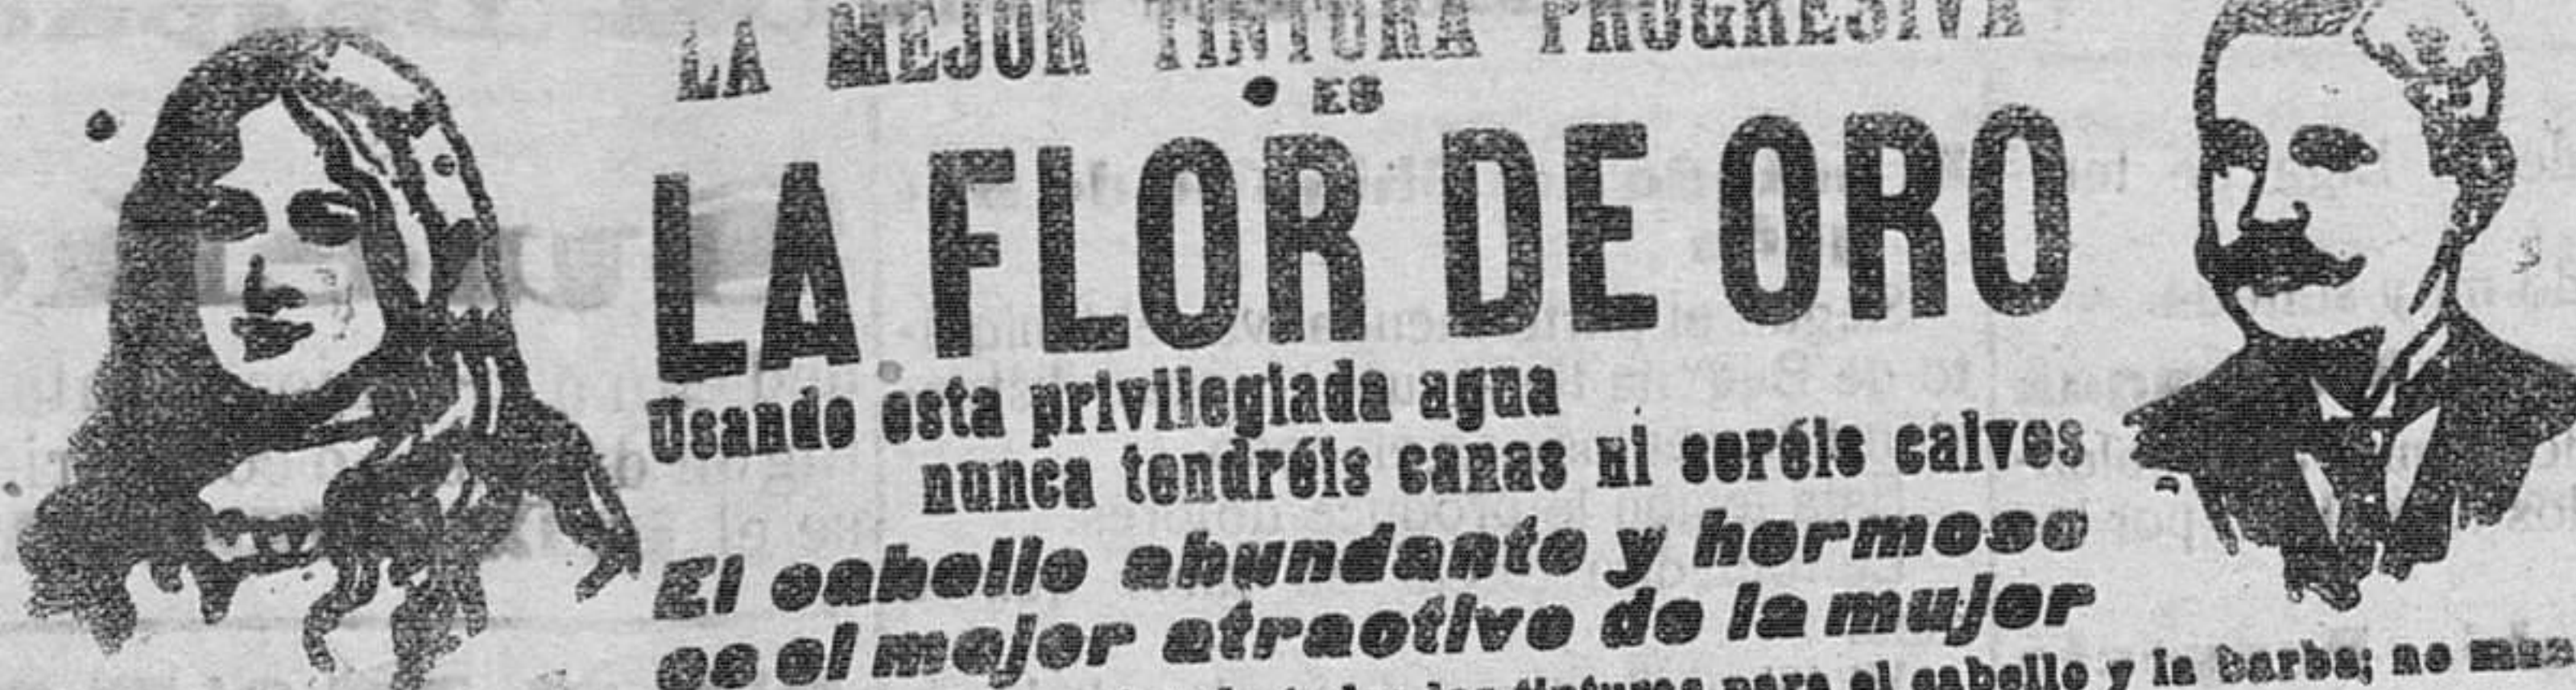 LA MEJOR TINTURA PROGRESIVA
ES
LA FLOR DE ORO
Usando esta privilegiada agua
nunca tendréis canas ni seréis calvos
El cabello abundante y hermoso
es el mejor atractivo de la mujer
tinturas para el cabello y la barba; no man